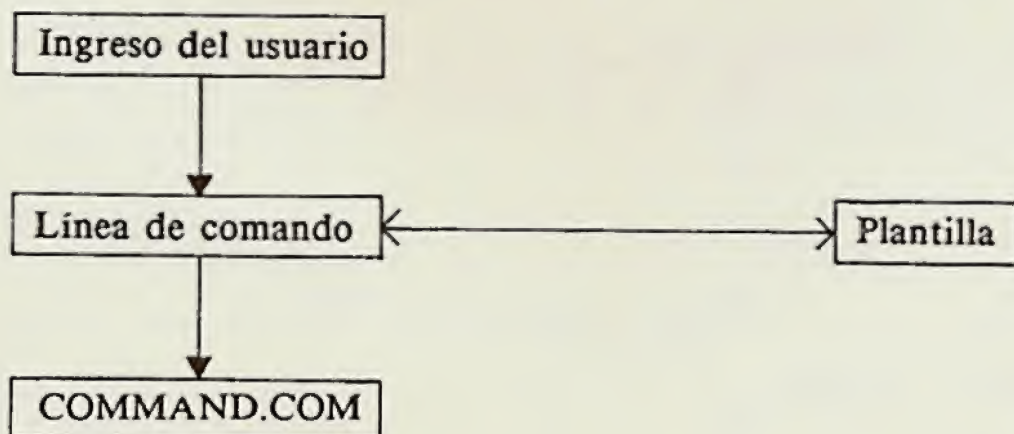 Ingreso del usuario
Línea de comando
Plantilla
COMMAND.COM